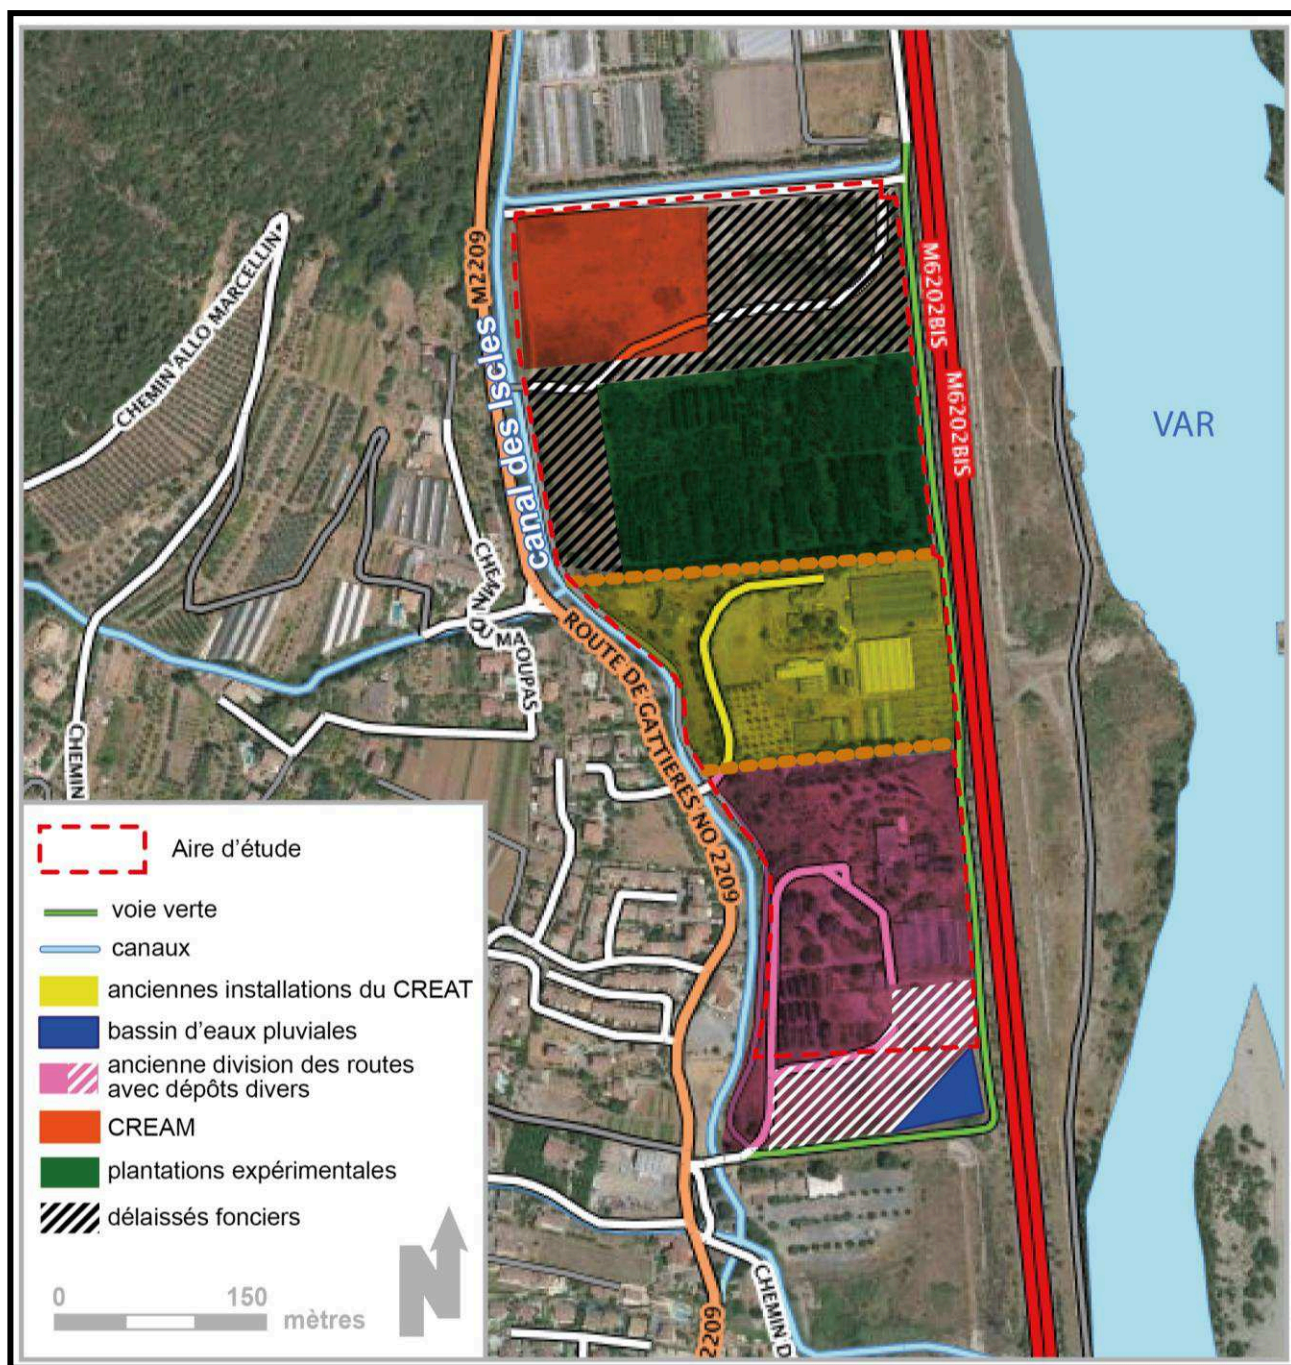 M2209
canal des Iscles
CHEMIN ALLO MARCELLIN
M6202BIS
M6202BIS
VAR
CHEMIN
DU MAOUPAS
ROUTE DE GATTIERES NO 2209
CHEMIN
Aire d'étude
voie verte
canaux
anciennes installations du CREAT
bassin d'eaux pluviales
ancienne division des routes
avec dépôts divers
CREAM
plantations expérimentales
délaissés fonciers
0 150
mètres
N
CHEMIN D
2209